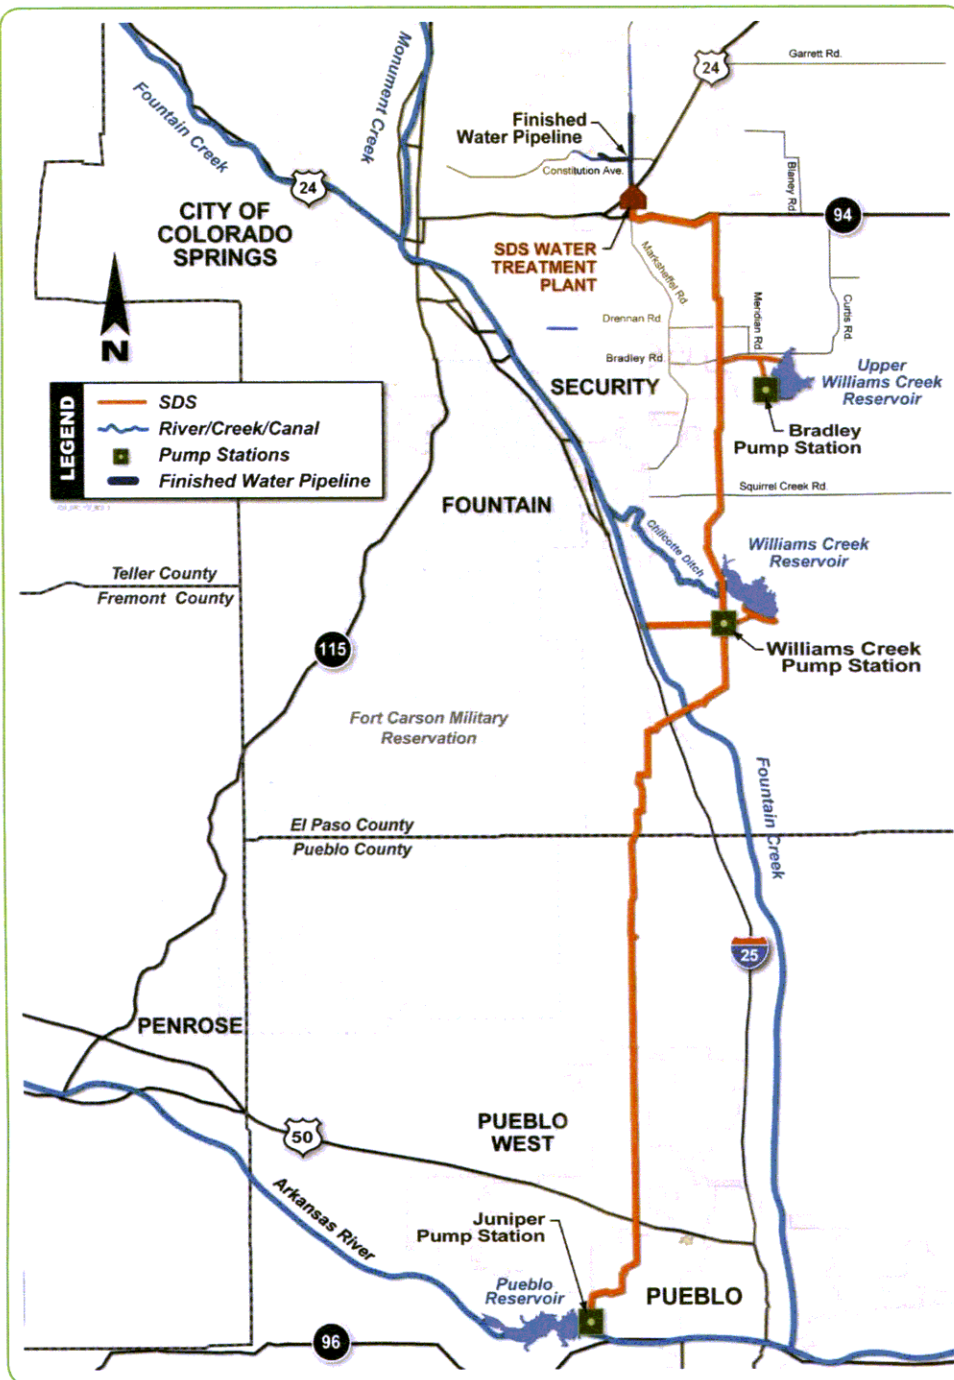 Fountain Creek
Monument Creek
24
Garrett Rd.
Finished
Water Pipeline
Constitution Ave.
Blaney Rd.
24
CITY OF
COLORADO
SPRINGS
94
SDS WATER
TREATMENT
PLANT
Marksheffel Rd
Meridian Rd.
Curtis Rd.
Drennan Rd.
Bradley Rd.
N
SECURITY
Upper
Williams Creek
Reservoir
LEGEND
SDS
River/Creek/Canal
Pump Stations
Finished Water Pipeline
Bradley
Pump Station
Squirrel Creek Rd.
FOUNTAIN
Chilcotte Ditch
Williams Creek
Reservoir
Teller County
Fremont County
115
Williams Creek
Pump Station
Fort Carson Military
Reservation
Fountain Creek
El Paso County
Pueblo County
25
PENROSE
50
PUEBLO
WEST
Arkansas River
Juniper
Pump Station
Pueblo
Reservoir
PUEBLO
96